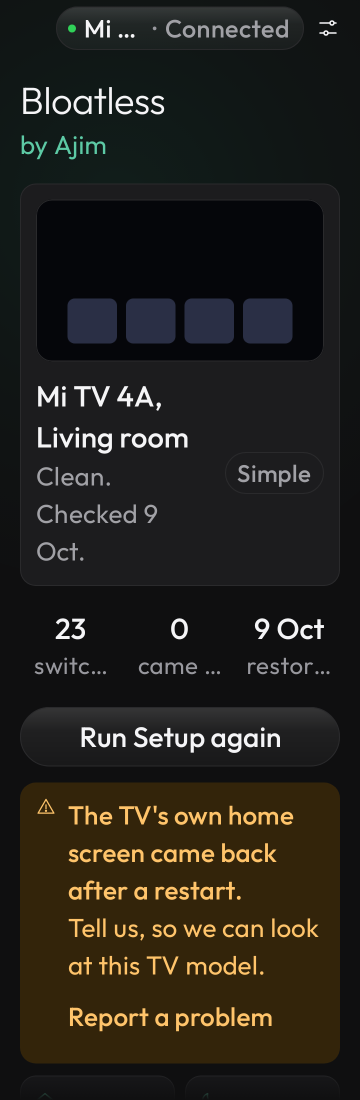 Mi ... · Connected
Bloatless
by Ajim
Mi TV 4A,
Living room
Clean.
Checked 9
Oct.
Simple
23
switc...
0
came ...
9 Oct
restor...
Run Setup again
The TV's own home
screen came back
after a restart.
Tell us, so we can look
at this TV model.
Report a problem